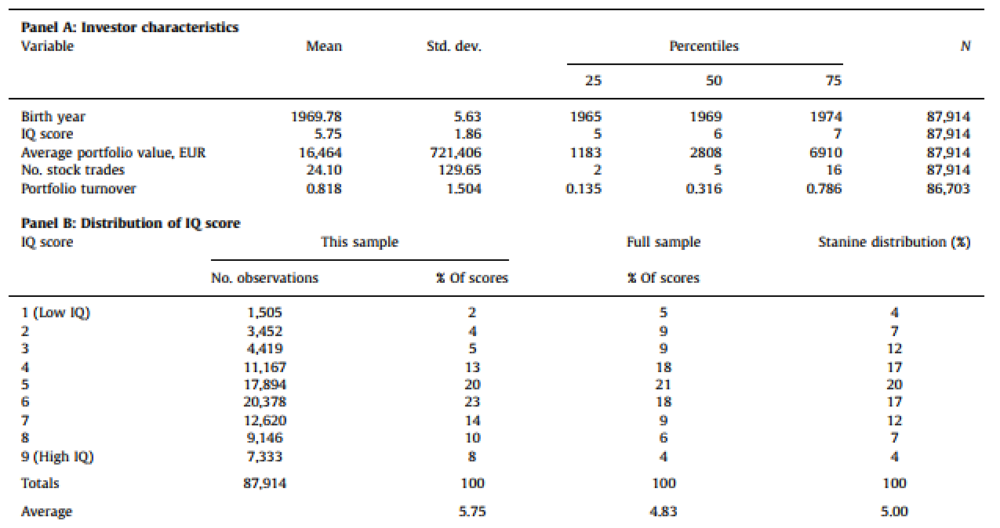 Panel A: Investor characteristics
Variable Mean Std. dev. Percentiles N
25 50 75
Birth year 1969.78 5.63 1965 1969 1974 87,914
IQ score 5.75 1.86 5 6 7 87,914
Average portfolio value, EUR 16,464 721,406 1183 2808 6910 87,914
No. stock trades 24.10 129.65 2 5 16 87,914
Portfolio turnover 0.818 1.504 0.135 0.316 0.786 86,703
Panel B: Distribution of IQ score
IQ score This sample Full sample Stanine distribution (%)
No. observations % Of scores % Of scores
1 (Low IQ) 1,505 2 5 4
2 3,452 4 9 7
3 4,419 5 9 12
4 11,167 13 18 17
5 17,894 20 21 20
6 20,378 23 18 17
7 12,620 14 9 12
8 9,146 10 6 7
9 (High IQ) 7,333 8 4 4
Totals 87,914 100 100 100
Average 5.75 4.83 5.00